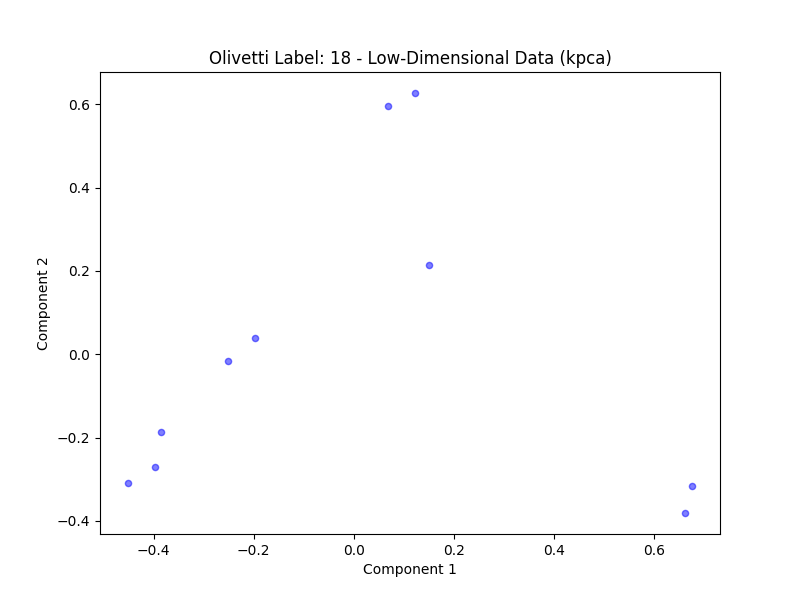 Olivetti Label: 18 - Low-Dimensional Data (kpca)
0.6
0.4
0.2
0.0
−0.2
−0.4
Component 2
−0.4 −0.2 0.0 0.2 0.4 0.6
Component 1